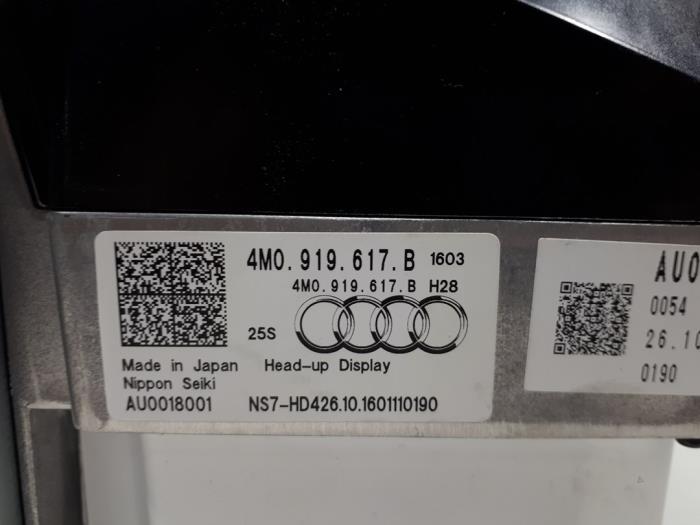 4M0.919.617.B 1603
4M0.919.617.B H28
25S
Made in Japan Head-up Display
Nippon Seiki
AU0018001 NS7-HD426.10.1601110190
AU0
0054
26.10
0190